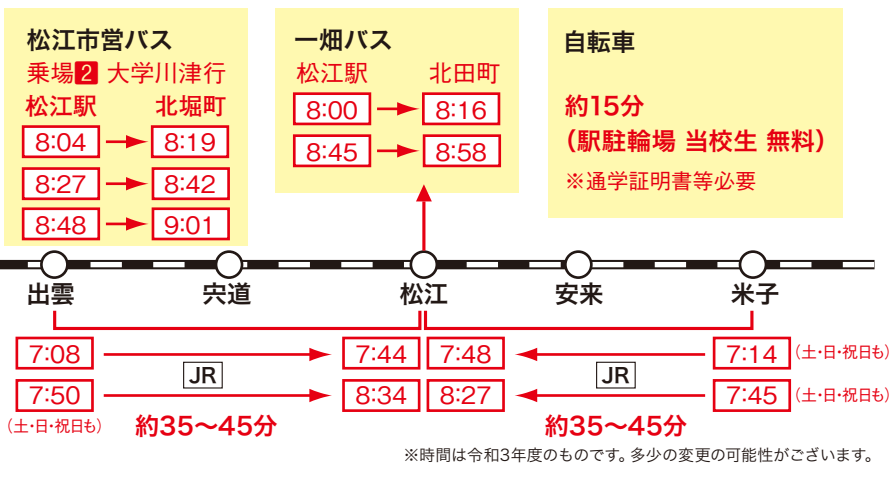 松江市営バス
乗場2 大学川津行
松江駅 北堀町
8:04 8:19
8:27 8:42
8:48 9:01
一畑バス
松江駅 北田町
8:00 8:16
8:45 8:58
自転車
約15分
(駅駐輪場 当校生 無料)
※通学証明書等必要
出雲 宍道 松江 安来 米子
7:08 JR 7:44 7:48 JR 7:14 (土・日・祝日も)
7:50 8:34 8:27 7:45 (土・日・祝日も)
(土・日・祝日も) 約35〜45分 約35〜45分
※時間は令和3年度のものです。多少の変更の可能性がございます。